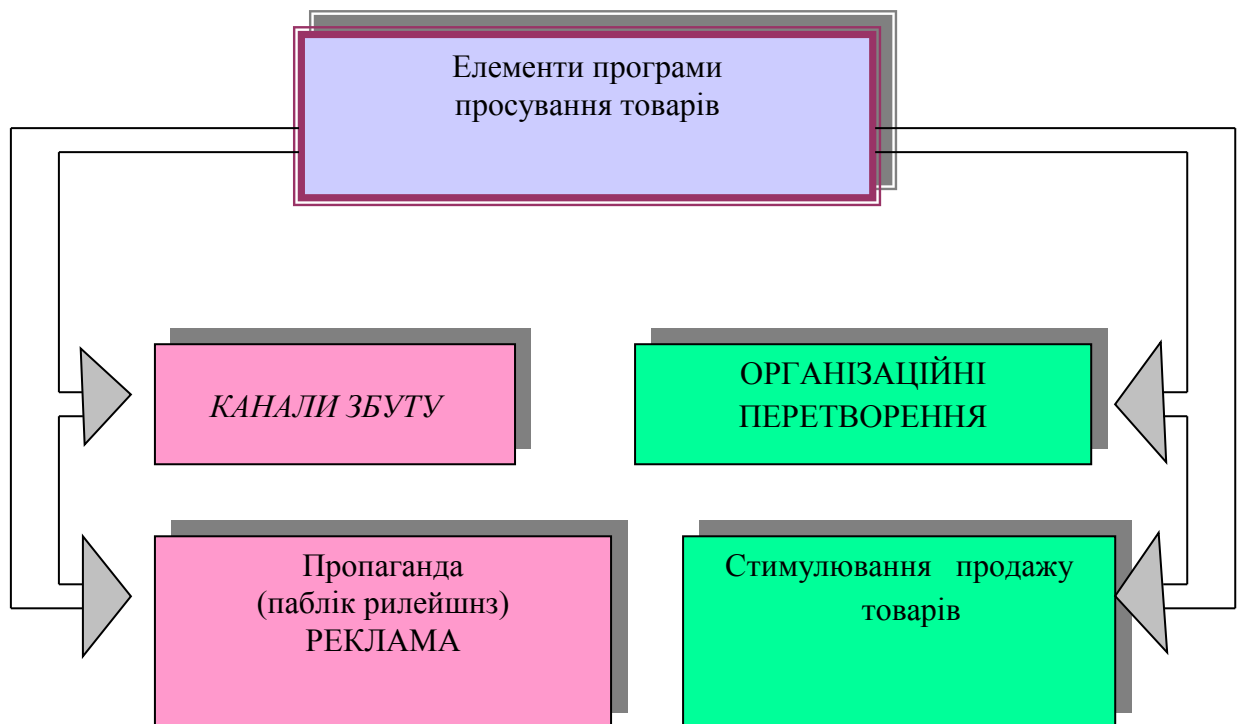 Елементи програми
просування товарів
КАНАЛИ ЗБУТУ
ОРГАНІЗАЦІЙНІ
ПЕРЕТВОРЕННЯ
Пропаганда
(паблік рилейшнз)
РЕКЛАМА
Стимулювання продажу
товарів